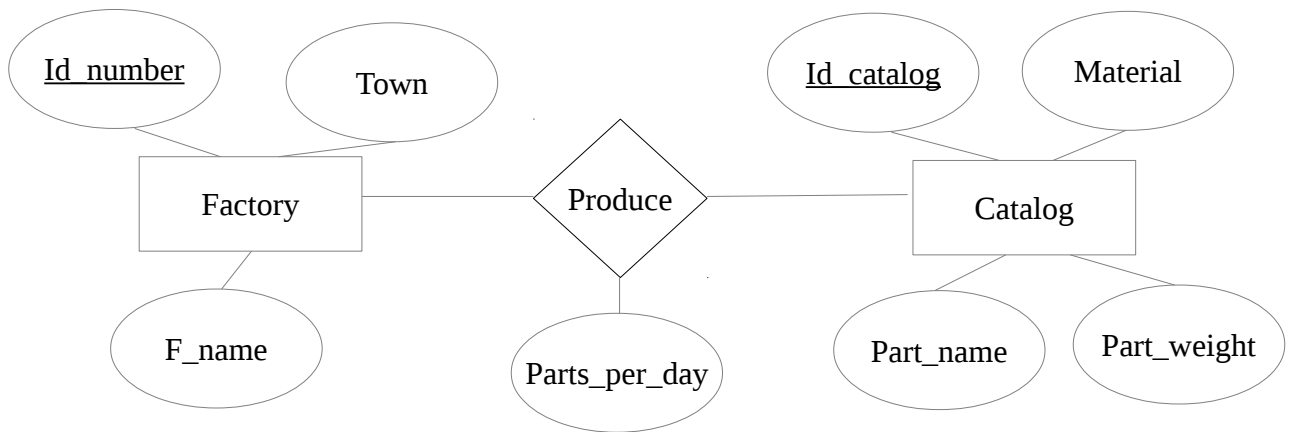 Id_number
Town
Id_catalog
Material
Factory
Produce
Catalog
F_name
Parts_per_day
Part_name
Part_weight